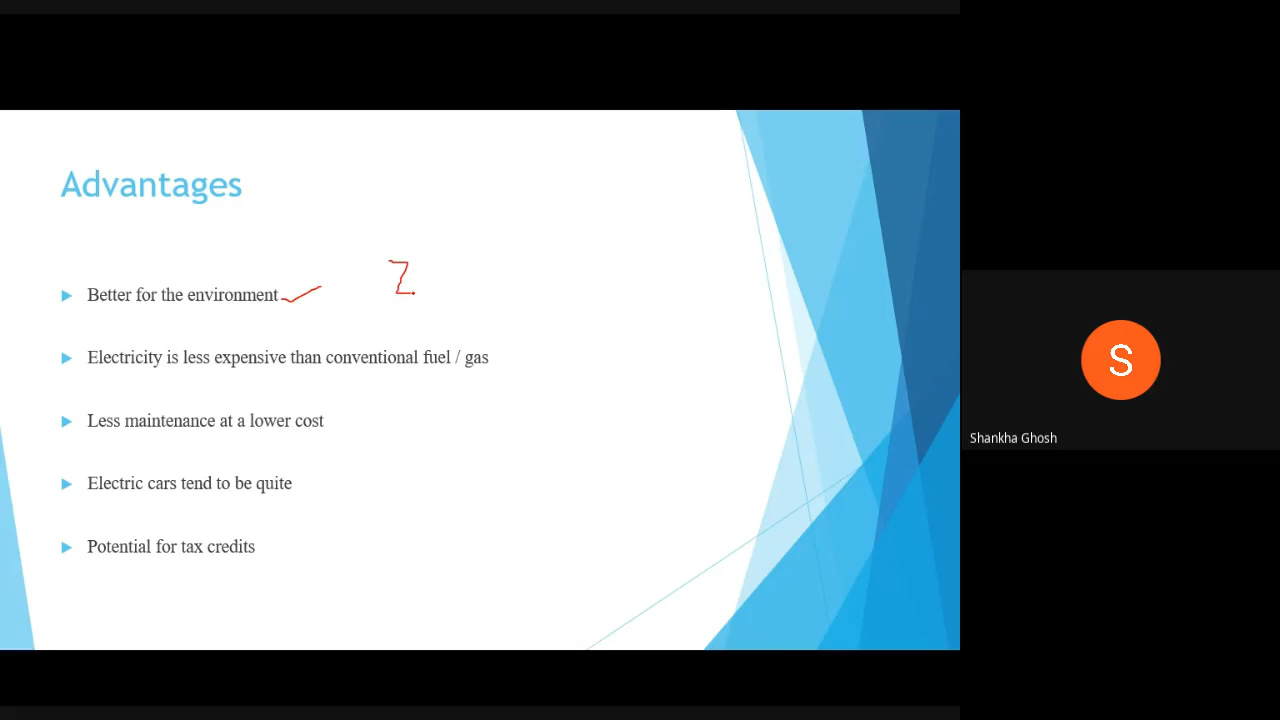 Advantages
Better for the environment
Z
Electricity is less expensive than conventional fuel / gas
Less maintenance at a lower cost
Electric cars tend to be quite
Potential for tax credits
S
Shankha Ghosh